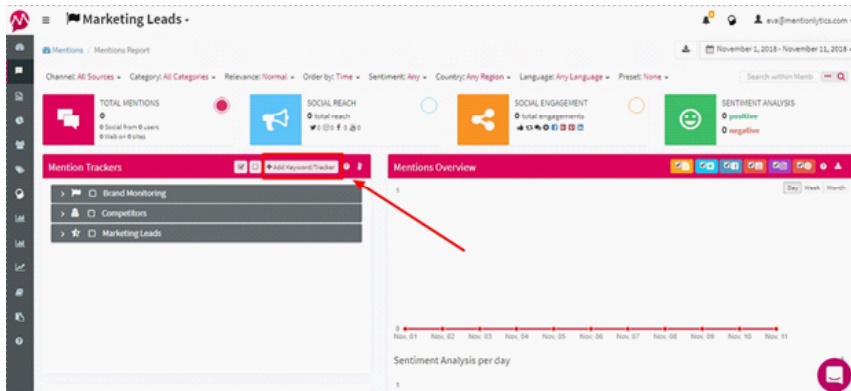 Marketing Leads
eva@mentionlytics.com
Mentions / Mentions Report
November 1, 2018 - November 11, 2018
Channel: All Sources Category: All Categories Relevance: Normal Order by: Time Sentiment: Any Country: Any Region Language: Any Language Preset: None
Search within Menti
TOTAL MENTIONS
0
0 Social from 0 users
0 Web on 0 sites
SOCIAL REACH
0 total reach
SOCIAL ENGAGEMENT
0 total engagements
SENTIMENT ANALYSIS
0 positive
0 negative
Mention Trackers
+Add Keyword/Tracker
Brand Monitoring
Competitors
Marketing Leads
Mentions Overview
Day Week Month
1
0
Nov, 01 Nov, 02 Nov, 03 Nov, 04 Nov, 05 Nov, 06 Nov, 07 Nov, 08 Nov, 09 Nov, 10 Nov, 11
Sentiment Analysis per day
1